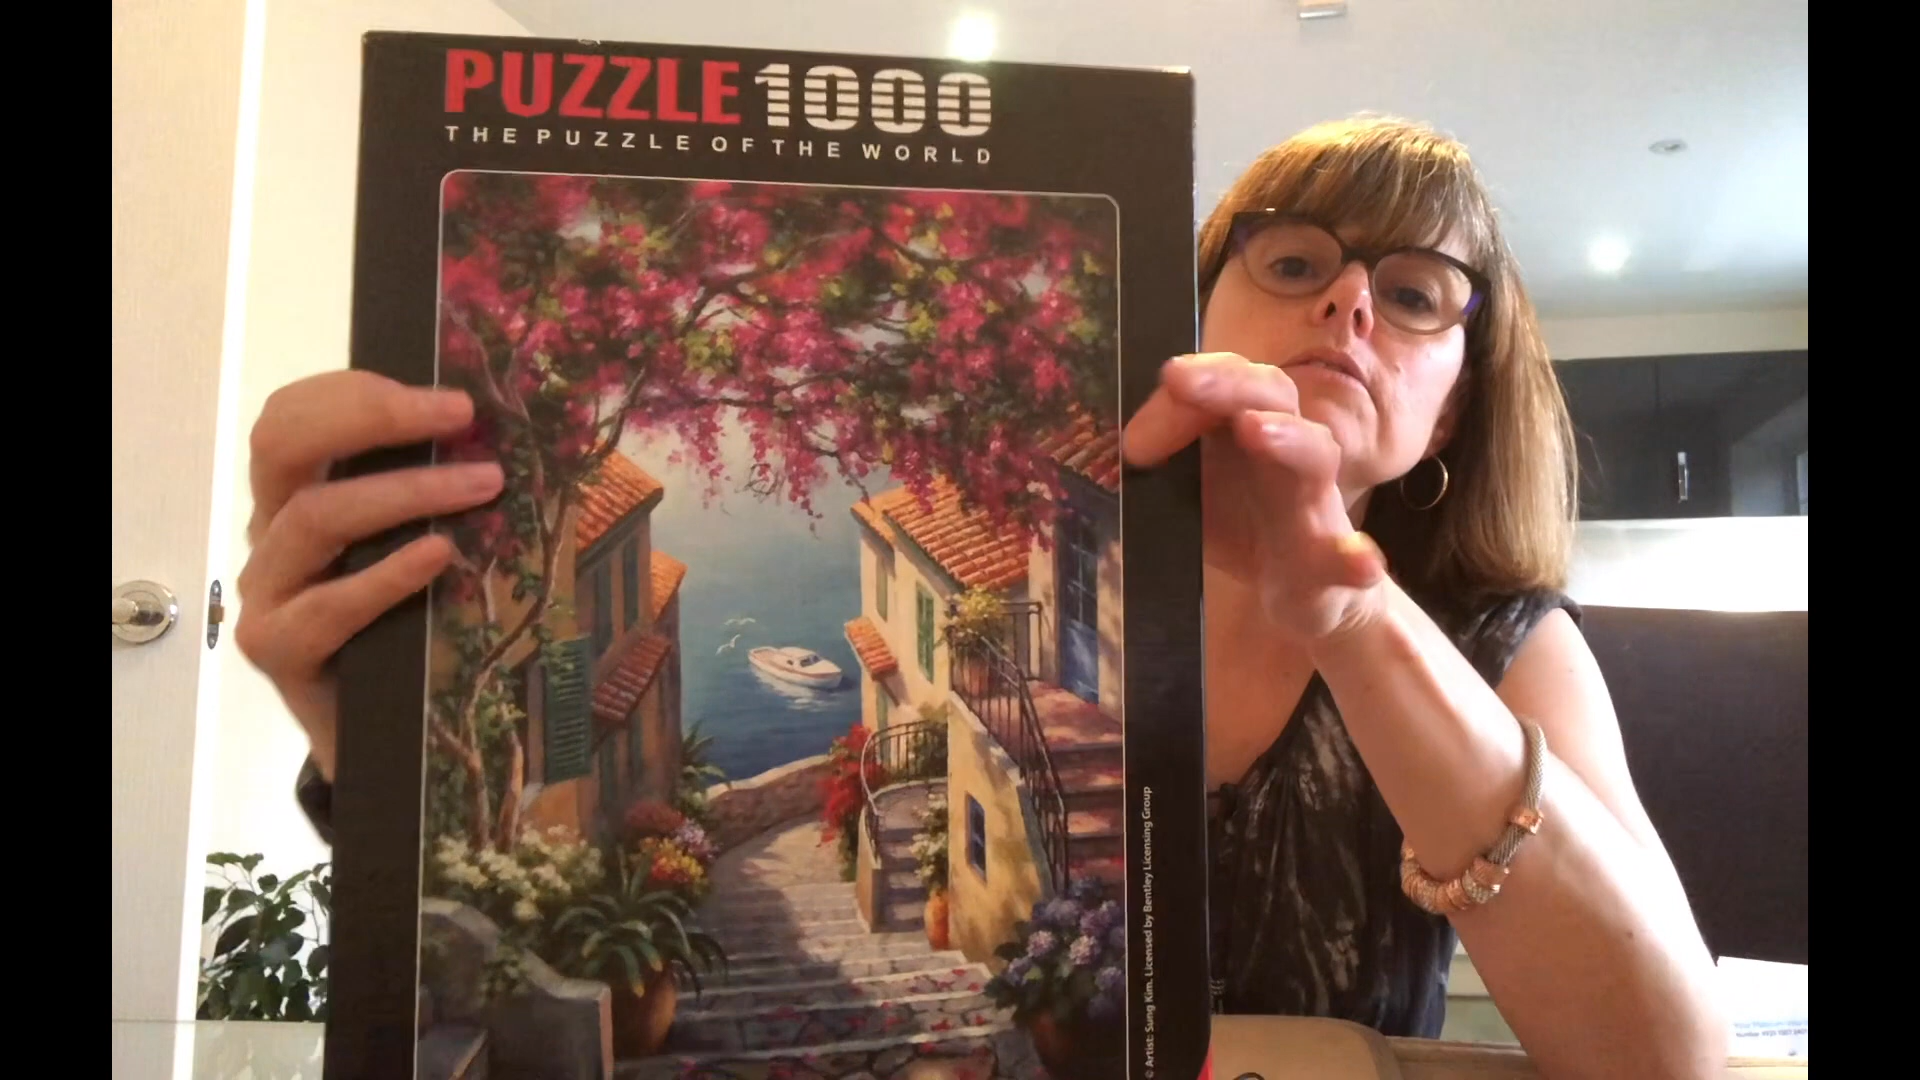 PUZZLE 1000
THE PUZZLE OF THE WORLD
© Artist: Sung Kim. Licensed by Bentley Licensing Group